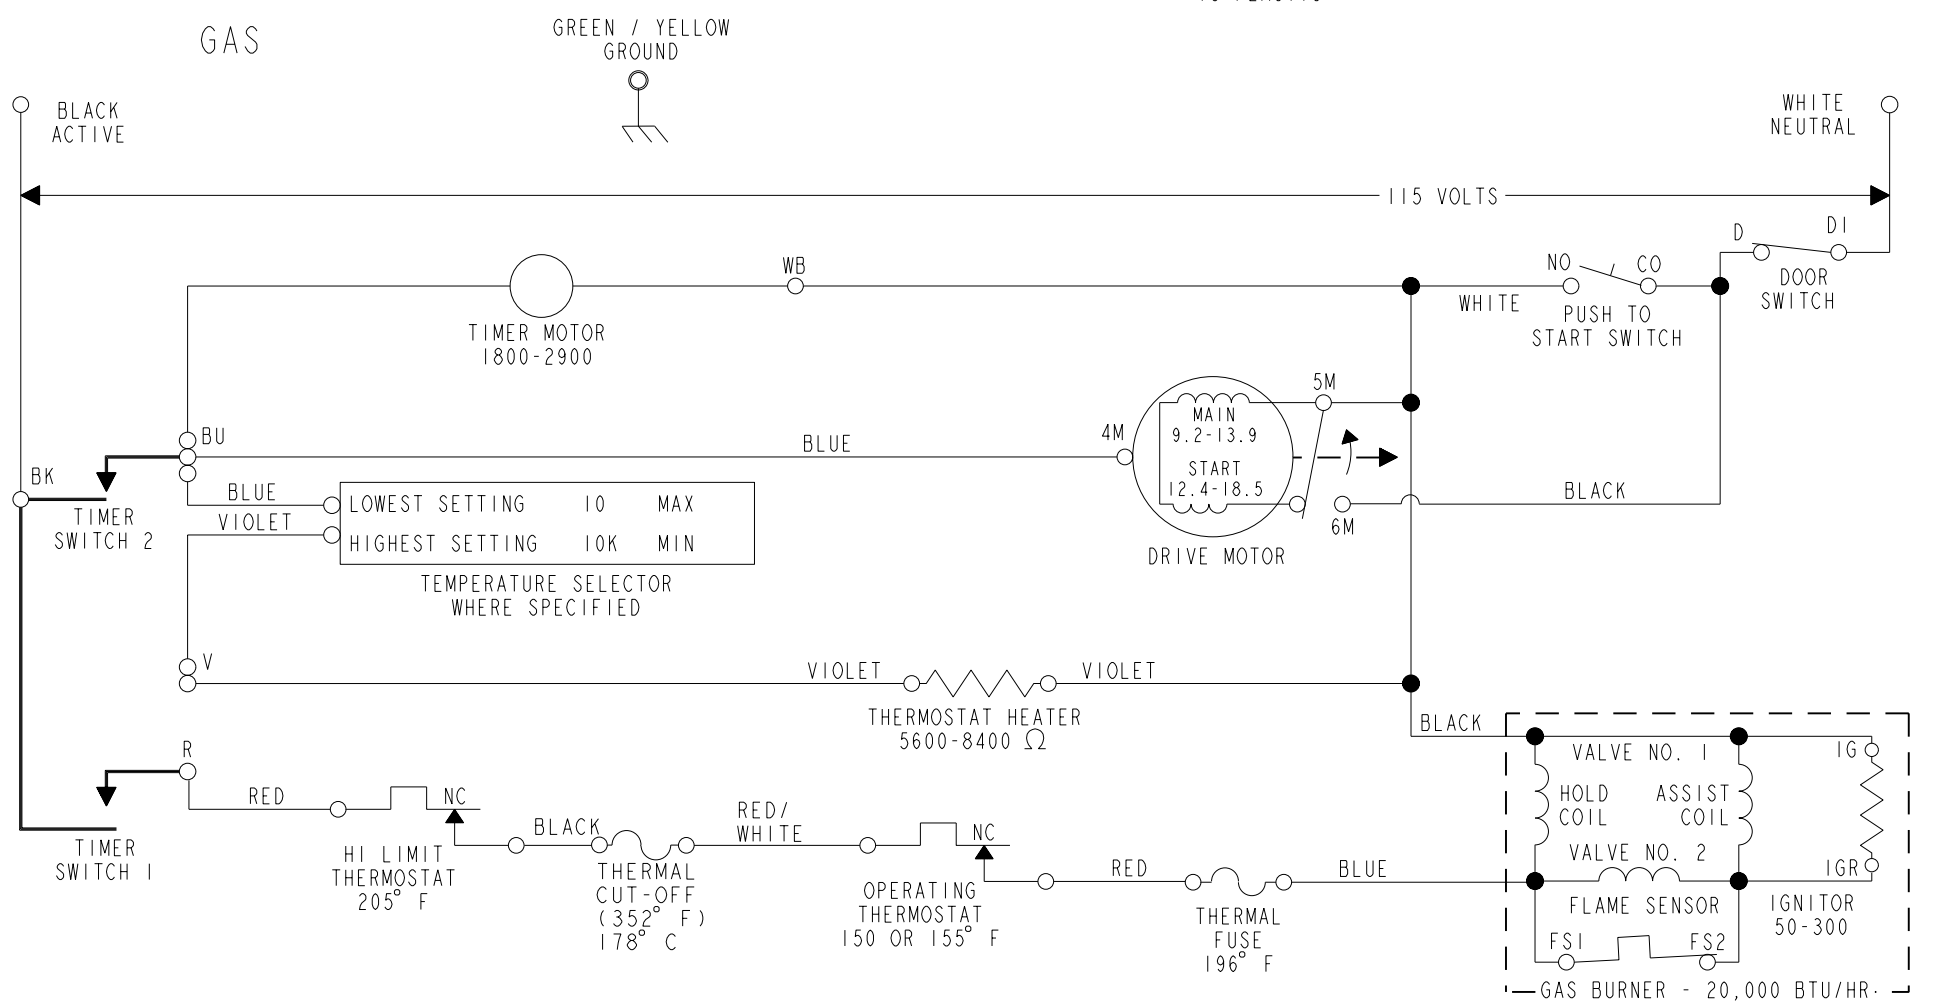 GAS
GREEN / YELLOW
GROUND
BLACK
ACTIVE
WHITE
NEUTRAL
115 VOLTS
D
D1
DOOR
SWITCH
NO
CO
WHITE
PUSH TO
START SWITCH
WB
TIMER MOTOR
1800-2900
BU
BLUE
4M
5M
MAIN
9.2-13.9
START
12.4-18.5
6M
BLACK
DRIVE MOTOR
BK
TIMER
SWITCH 2
BLUE
VIOLET
LOWEST SETTING 10 MAX
HIGHEST SETTING 10K MIN
TEMPERATURE SELECTOR
WHERE SPECIFIED
V
VIOLET
VIOLET
THERMOSTAT HEATER
5600-8400 Ω
R
RED
NC
TIMER
SWITCH 1
HI LIMIT
THERMOSTAT
205° F
BLACK
THERMAL
CUT-OFF
(352° F)
178° C
RED/
WHITE
NC
OPERATING
THERMOSTAT
150 OR 155° F
RED
THERMAL
FUSE
196° F
BLUE
BLACK
VALVE NO. 1
IG
HOLD
COIL
ASSIST
COIL
VALVE NO. 2
IGR
FLAME SENSOR
IGNITOR
50-300
FS1
FS2
GAS BURNER - 20,000 BTU/HR.